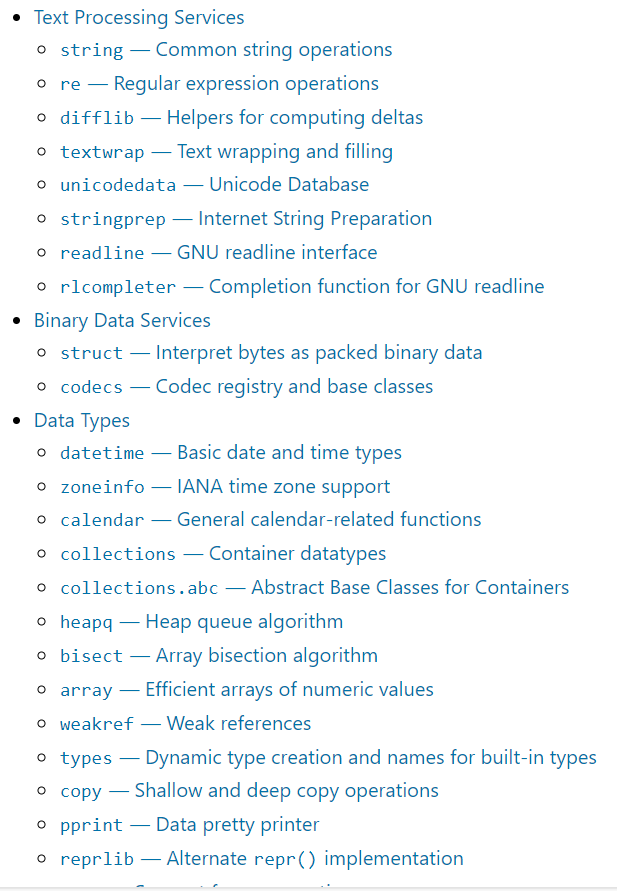 Text Processing Services
string — Common string operations
re — Regular expression operations
difflib — Helpers for computing deltas
textwrap — Text wrapping and filling
unicodedata — Unicode Database
stringprep — Internet String Preparation
readline — GNU readline interface
rlcompleter — Completion function for GNU readline
Binary Data Services
struct — Interpret bytes as packed binary data
codecs — Codec registry and base classes
Data Types
datetime — Basic date and time types
zoneinfo — IANA time zone support
calendar — General calendar-related functions
collections — Container datatypes
collections.abc — Abstract Base Classes for Containers
heapq — Heap queue algorithm
bisect — Array bisection algorithm
array — Efficient arrays of numeric values
weakref — Weak references
types — Dynamic type creation and names for built-in types
copy — Shallow and deep copy operations
pprint — Data pretty printer
reprlib — Alternate repr() implementation